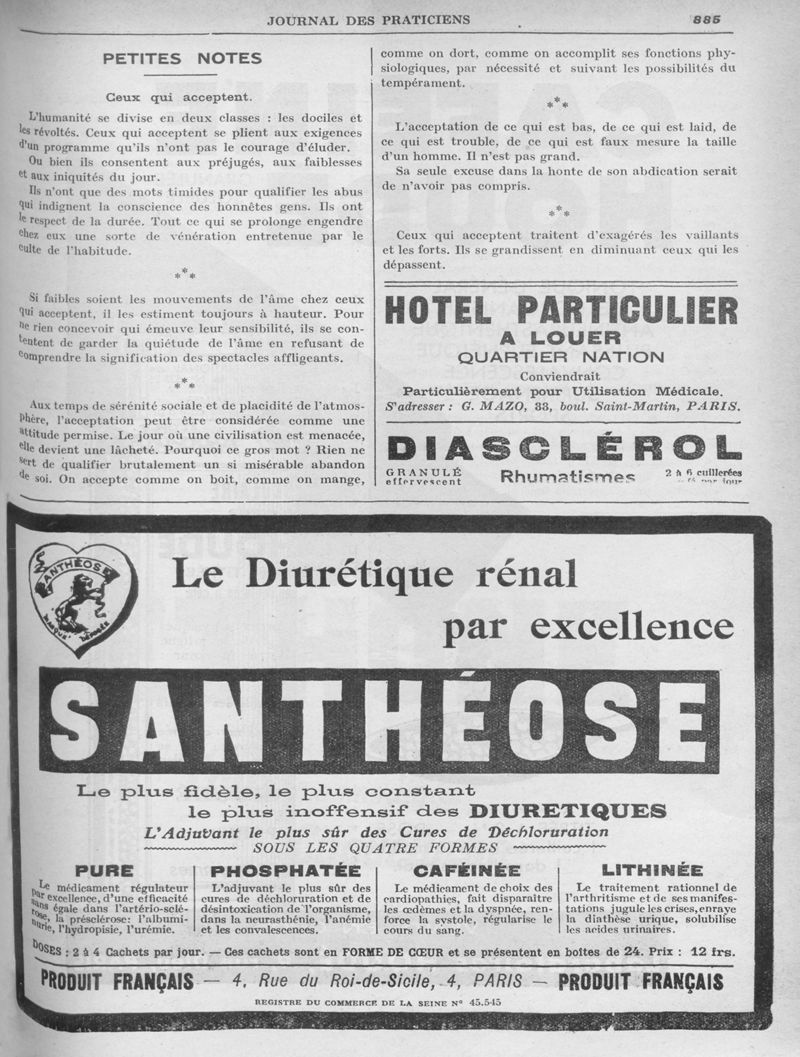 JOURNAL DES PRATICIENS
885
PETITES NOTES
Ceux qui acceptent.
L'humanité se divise en deux classes : les dociles et
les révoltés. Ceux qui acceptent se plient aux exigences
d'un programme qu'ils n'ont pas le courage d'éluder.
Ou bien ils consentent aux préjugés, aux faiblesses
et aux iniquités du jour.
Ils n'ont que des mots timides pour qualifier les abus
qui indignent la conscience des honnêtes gens. Ils ont
le respect de la durée. Tout ce qui se prolonge engendre
chez eux une sorte de vénération entretenue par le
culte de l'habitude.
***
Si faibles soient les mouvements de l'âme chez ceux
qui acceptent, il les estiment toujours à hauteur. Pour
ne rien concevoir qui émeuve leur sensibilité, ils se con-
tentent de garder la quiétude de l'âme en refusant de
comprendre la signification des spectacles affligeants.
***
Aux temps de sérénité sociale et de placidité de l'atmos-
phère, l'acceptation peut être considérée comme une
attitude permise. Le jour où une civilisation est menacée,
elle devient une lâcheté. Pourquoi ce gros mot ? Rien ne
sert de qualifier brutalement un si misérable abandon
de soi. On accepte comme on boit, comme on mange,
comme on dort, comme on accomplit ses fonctions phy-
siologiques, par nécessité et suivant les possibilités du
tempérament.
***
L'acceptation de ce qui est bas, de ce qui est laid, de
ce qui est trouble, de ce qui est faux mesure la taille
d'un homme. Il n'est pas grand.
Sa seule excuse dans la honte de son abdication serait
de n'avoir pas compris.
***
Ceux qui acceptent traitent d'exagérés les vaillants
et les forts. Ils se grandissent en diminuant ceux qui les
dépassent.
HOTEL PARTICULIER
A LOUER
QUARTIER NATION
Conviendrait
Particulièrement pour Utilisation Médicale.
S'adresser : G. MAZO, 33, boul. Saint-Martin, PARIS.
DIASCLÉROL
GRANULÉ
effervescent
Rhumatismes
2 à 6 cuillerées
par jour
SANTHÉOSE
MARQUE DÉPOSÉE
Le Diurétique rénal
par excellence
SANTHÉOSE
Le plus fidèle, le plus constant
le plus inoffensif des DIURETIQUES
L'Adjuvant le plus sûr des Cures de Déchloruration
SOUS LES QUATRE FORMES
PURE
Le médicament régulateur
par excellence, d'une efficacité
sans égale dans l'artério-sclé-
rose, la présclérose: l'albumi-
nurie, l'hydropisie, l'urémie.
PHOSPHATÉE
L'adjuvant le plus sûr des
cures de déchloruration et de
désintoxication de l'organisme,
dans la neurasthénie, l'anémie
et les convalescences.
CAFÉINÉE
Le médicament de choix des
cardiopathies, fait disparaître
les œdèmes et la dyspnée, ren-
force la systole, régularise le
cours du sang.
LITHINÉE
Le traitement rationnel de
l'arthritisme et de ses manifes-
tations jugule les crises, enraye
la diathèse urique, solubilise
les acides urinaires.
DOSES : 2 à 4 Cachets par jour. — Ces cachets sont en FORME DE CŒUR et se présentent en boîtes de 24. Prix : 12 frs.
PRODUIT FRANÇAIS — 4, Rue du Roi-de-Sicile, 4, PARIS — PRODUIT FRANÇAIS
REGISTRE DU COMMERCE DE LA SEINE N° 45.545